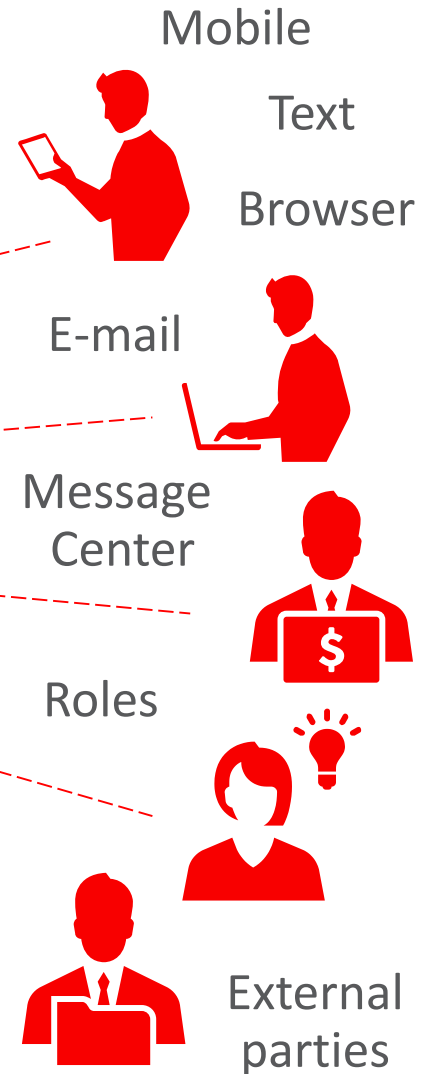 Mobile
Text
Browser
E-mail
Message
Center
$
Roles
External
parties